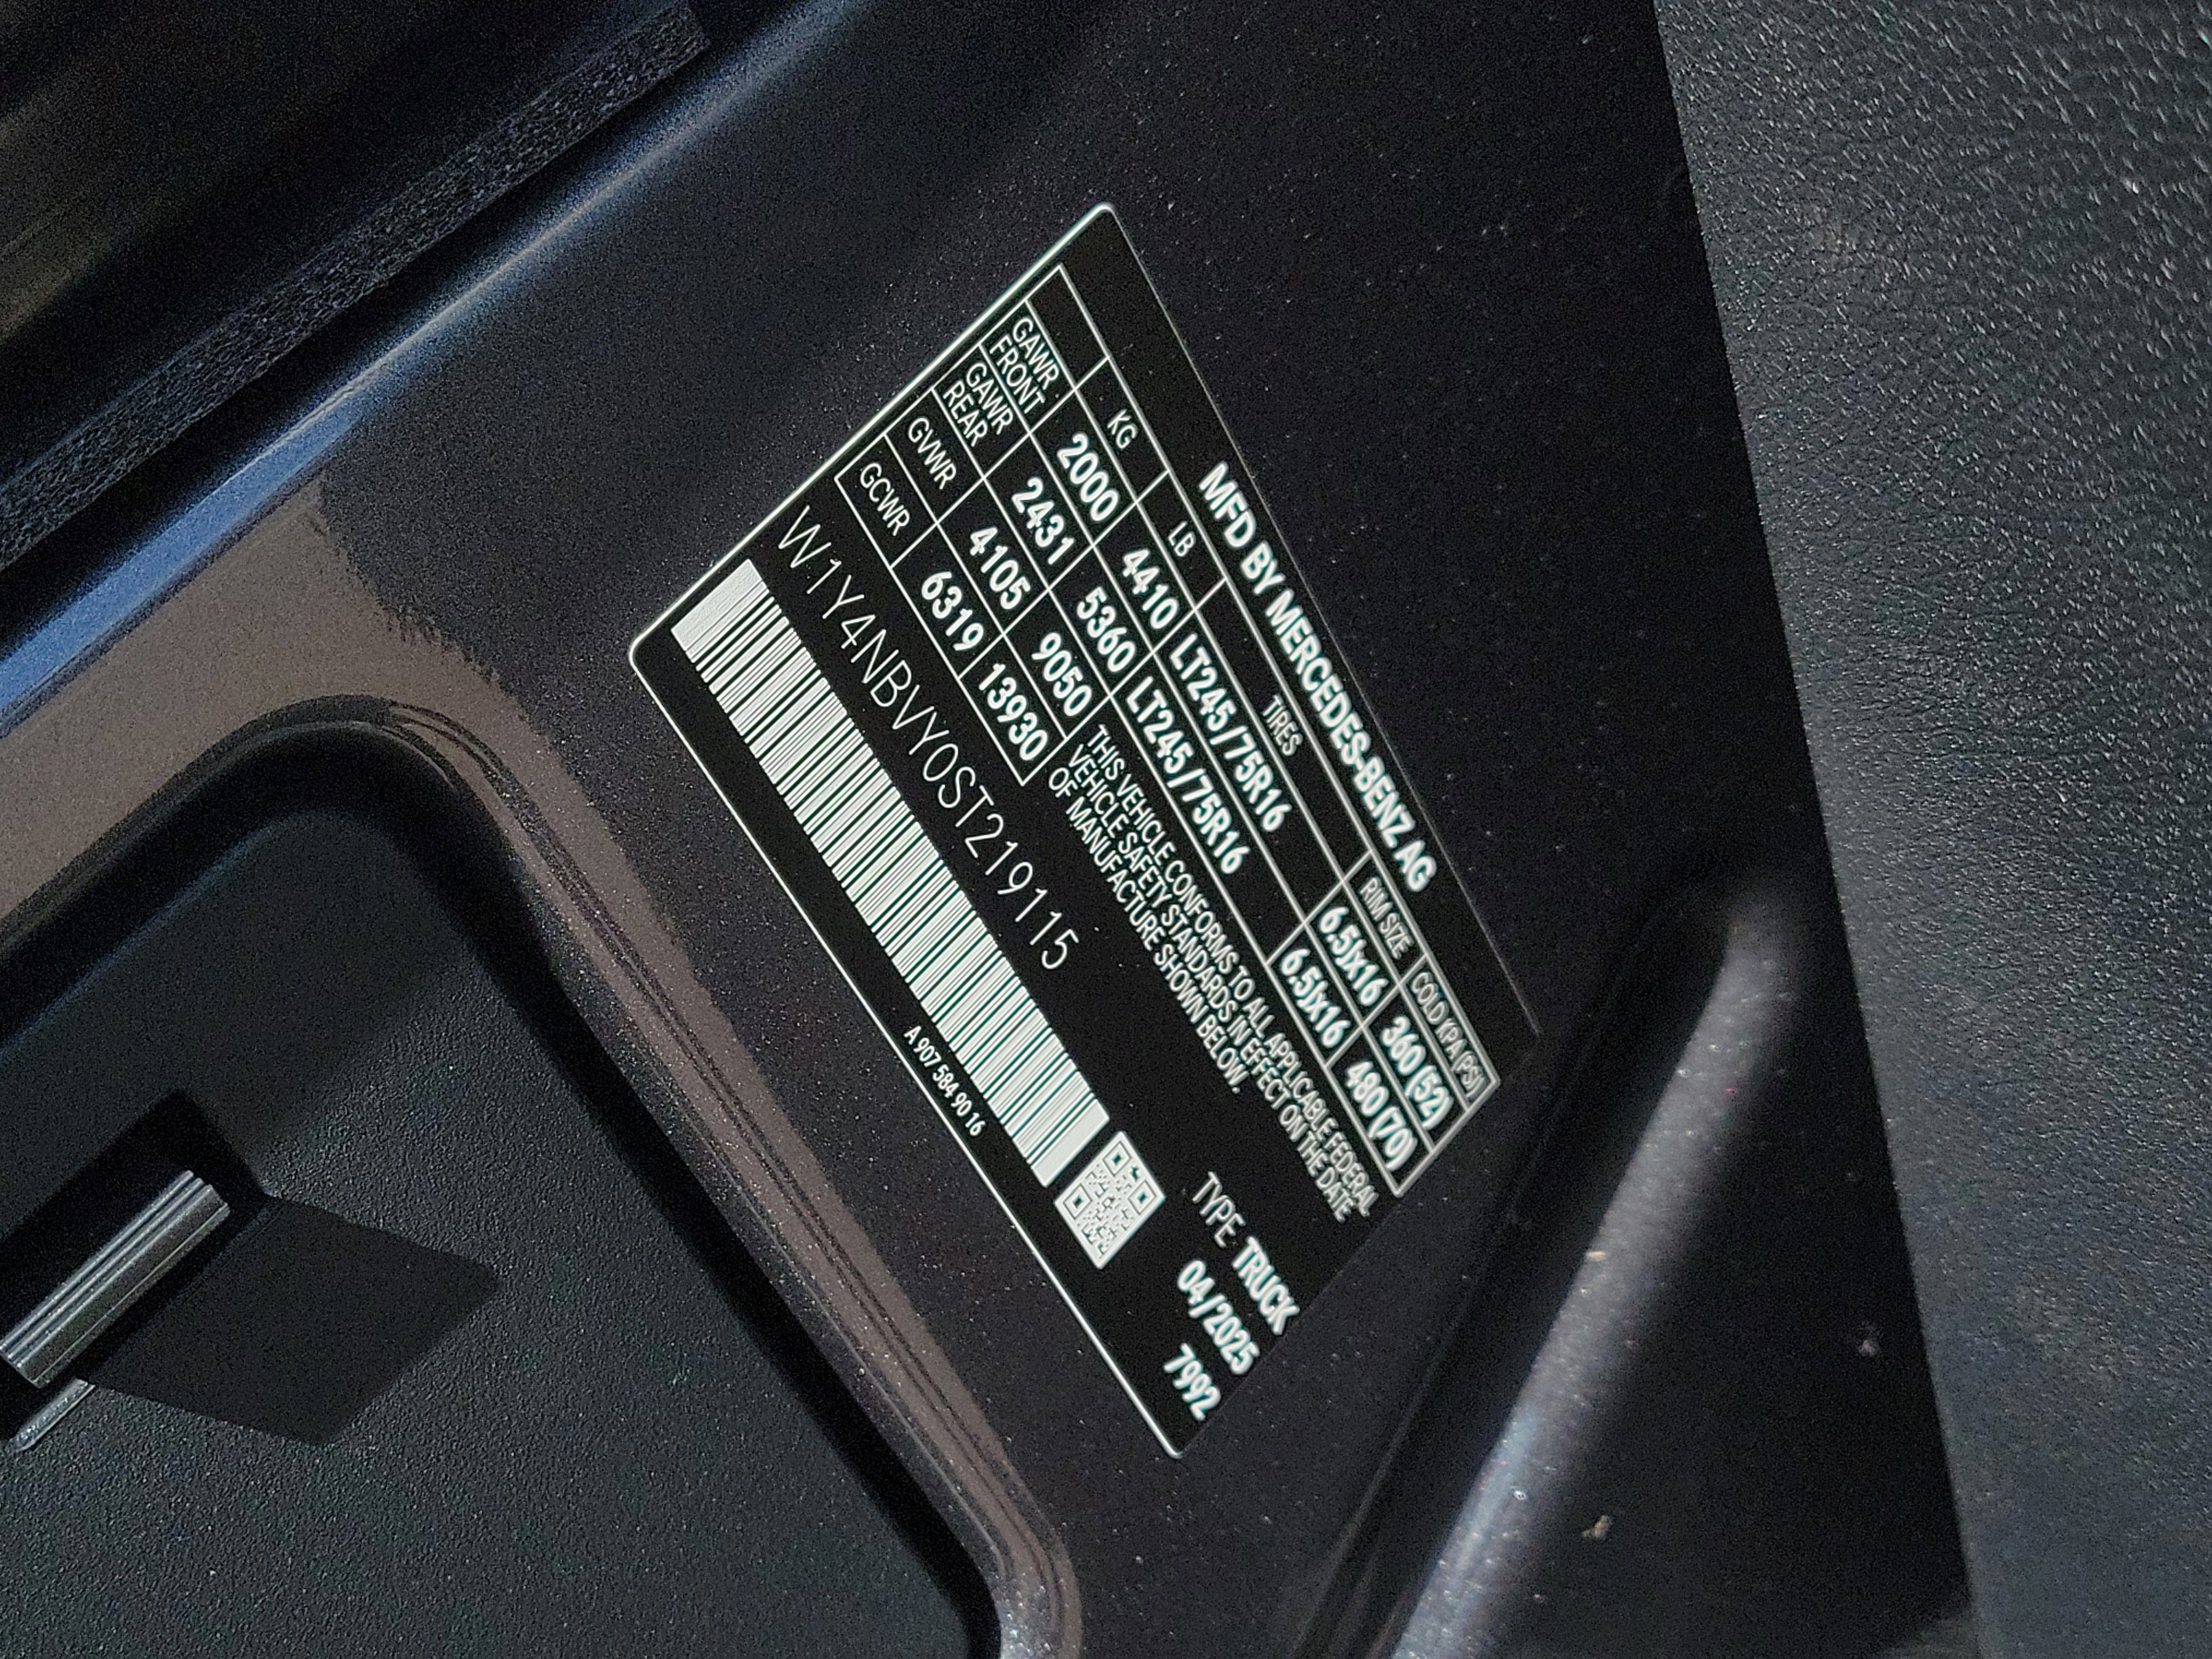 MFD BY MERCEDES-BENZ AG
KG LB TIRES RIM SIZE COLD KPA (PSI)
GAWR FRONT 2000 4410 LT245/75R16 6.5Jx16 360 (52)
GAWR REAR 2431 5360 LT245/75R16 6.5Jx16 480 (70)
GVWR 4105 9050
GCWR 6319 13930
THIS VEHICLE CONFORMS TO ALL APPLICABLE FEDERAL
VEHICLE SAFETY STANDARDS IN EFFECT ON THE DATE
OF MANUFACTURE SHOWN BELOW.
W1Y4NBVY0ST219115
TYPE: TRUCK
04/2025
7992
A 907 584 90 16